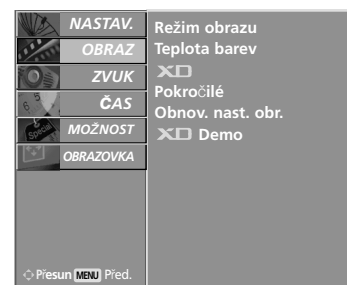 NASTAV.
OBRAZ
ZVUK
ČAS
MOŽNOST
OBRAZOVKA
Přesun MENU Před.
Režim obrazu
Teplota barev
XD
Pokročilé
Obnov. nast. obr.
XD Demo